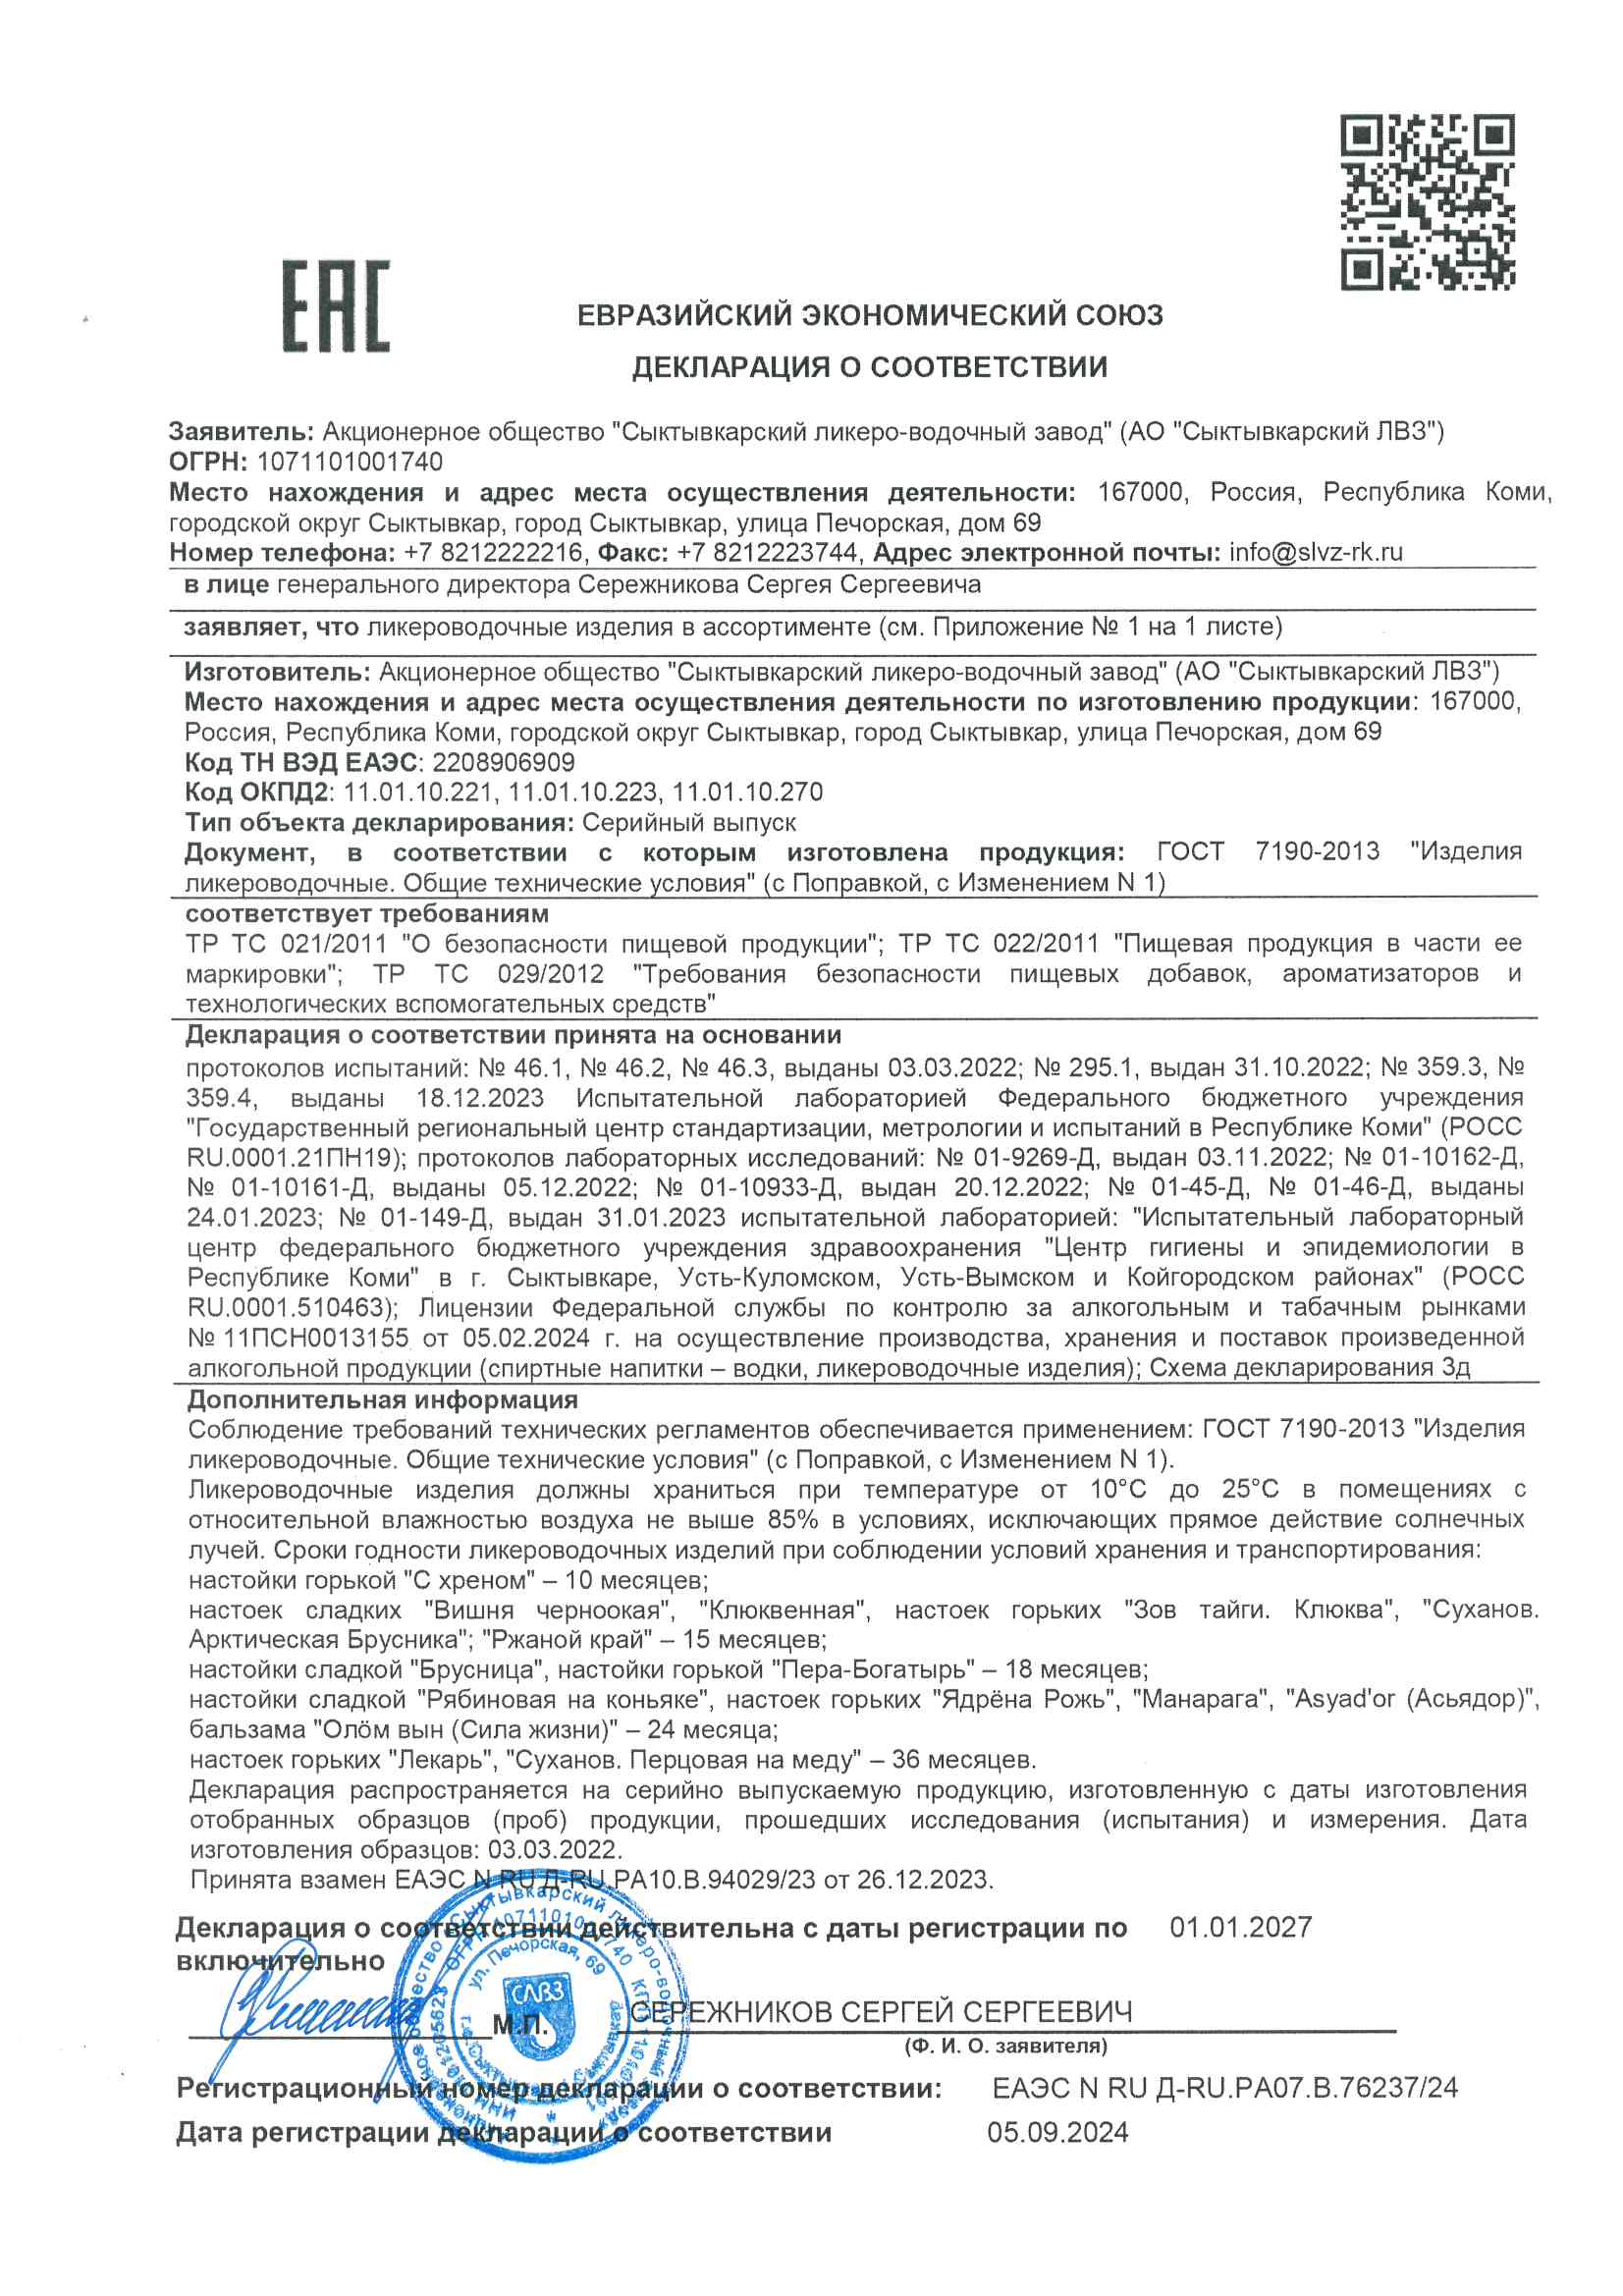 ЕАС
ЕВРАЗИЙСКИЙ ЭКОНОМИЧЕСКИЙ СОЮЗ
ДЕКЛАРАЦИЯ О СООТВЕТСТВИИ
Заявитель: Акционерное общество "Сыктывкарский ликеро-водочный завод" (АО "Сыктывкарский ЛВЗ")
ОГРН: 1071101001740
Место нахождения и адрес места осуществления деятельности: 167000, Россия, Республика Коми,
городской округ Сыктывкар, город Сыктывкар, улица Печорская, дом 69
Номер телефона: +7 8212222216, Факс: +7 8212223744, Адрес электронной почты: info@slvz-rk.ru
в лице генерального директора Сережникова Сергея Сергеевича
заявляет, что ликероводочные изделия в ассортименте (см. Приложение № 1 на 1 листе)
Изготовитель: Акционерное общество "Сыктывкарский ликеро-водочный завод" (АО "Сыктывкарский ЛВЗ")
Место нахождения и адрес места осуществления деятельности по изготовлению продукции: 167000,
Россия, Республика Коми, городской округ Сыктывкар, город Сыктывкар, улица Печорская, дом 69
Код ТН ВЭД ЕАЭС: 2208906909
Код ОКПД2: 11.01.10.221, 11.01.10.223, 11.01.10.270
Тип объекта декларирования: Серийный выпуск
Документ, в соответствии с которым изготовлена продукция: ГОСТ 7190-2013 "Изделия
ликероводочные. Общие технические условия" (с Поправкой, с Изменением N 1)
соответствует требованиям
ТР ТС 021/2011 "О безопасности пищевой продукции"; ТР ТС 022/2011 "Пищевая продукция в части ее
маркировки"; ТР ТС 029/2012 "Требования безопасности пищевых добавок, ароматизаторов и
технологических вспомогательных средств"
Декларация о соответствии принята на основании
протоколов испытаний: № 46.1, № 46.2, № 46.3, выданы 03.03.2022; № 295.1, выдан 31.10.2022; № 359.3, №
359.4, выданы 18.12.2023 Испытательной лабораторией Федерального бюджетного учреждения
"Государственный региональный центр стандартизации, метрологии и испытаний в Республике Коми" (РОСС
RU.0001.21ПН19); протоколов лабораторных исследований: № 01-9269-Д, выдан 03.11.2022; № 01-10162-Д,
№ 01-10161-Д, выданы 05.12.2022; № 01-10933-Д, выдан 20.12.2022; № 01-45-Д, № 01-46-Д, выданы
24.01.2023; № 01-149-Д, выдан 31.01.2023 испытательной лабораторией: "Испытательный лабораторный
центр федерального бюджетного учреждения здравоохранения "Центр гигиены и эпидемиологии в
Республике Коми" в г. Сыктывкаре, Усть-Куломском, Усть-Вымском и Койгородском районах" (РОСС
RU.0001.510463); Лицензии Федеральной службы по контролю за алкогольным и табачным рынками
№ 11ПСН0013155 от 05.02.2024 г. на осуществление производства, хранения и поставок произведенной
алкогольной продукции (спиртные напитки – водки, ликероводочные изделия); Схема декларирования 3д
Дополнительная информация
Соблюдение требований технических регламентов обеспечивается применением: ГОСТ 7190-2013 "Изделия
ликероводочные. Общие технические условия" (с Поправкой, с Изменением N 1).
Ликероводочные изделия должны храниться при температуре от 10°С до 25°С в помещениях с
относительной влажностью воздуха не выше 85% в условиях, исключающих прямое действие солнечных
лучей. Сроки годности ликероводочных изделий при соблюдении условий хранения и транспортирования:
настойки горькой "С хреном" – 10 месяцев;
настоек сладких "Вишня черноокая", "Клюквенная", настоек горьких "Зов тайги. Клюква", "Суханов.
Арктическая Брусника"; "Ржаной край" – 15 месяцев;
настойки сладкой "Брусница", настойки горькой "Пера-Богатырь" – 18 месяцев;
настойки сладкой "Рябиновая на коньяке", настоек горьких "Ядрёна Рожь", "Манарага", "Asyad'or (Асьядор)",
бальзама "Олöм вын (Сила жизни)" – 24 месяца;
настоек горьких "Лекарь", "Суханов. Перцовая на меду" – 36 месяцев.
Декларация распространяется на серийно выпускаемую продукцию, изготовленную с даты изготовления
отобранных образцов (проб) продукции, прошедших исследования (испытания) и измерения. Дата
изготовления образцов: 03.03.2022.
Принята взамен ЕАЭС N RU Д-RU.РА10.В.94029/23 от 26.12.2023.
Декларация о соответствии действительна с даты регистрации по 01.01.2027
включительно
М.П. СЕРЕЖНИКОВ СЕРГЕЙ СЕРГЕЕВИЧ
(Ф. И. О. заявителя)
ул. Печорская, 69
СЛВЗ
Регистрационный номер декларации о соответствии: ЕАЭС N RU Д-RU.РА07.В.76237/24
Дата регистрации декларации о соответствии 05.09.2024